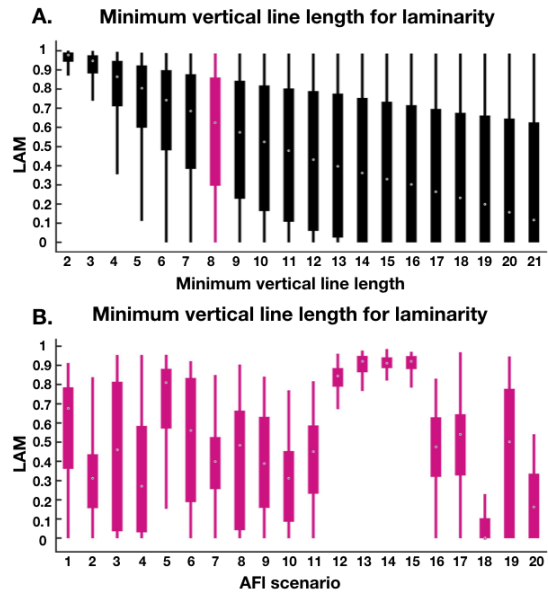 A. Minimum vertical line length for laminarity
1
0.9
0.8
0.7
0.6
0.5
0.4
0.3
0.2
0.1
0
LAM
2 3 4 5 6 7 8 9 10 11 12 13 14 15 16 17 18 19 20 21
Minimum vertical line length
B. Minimum vertical line length for laminarity
1
0.9
0.8
0.7
0.6
0.5
0.4
0.3
0.2
0.1
0
LAM
1 2 3 4 5 6 7 8 9 10 11 12 13 14 15 16 17 18 19 20
AFI scenario